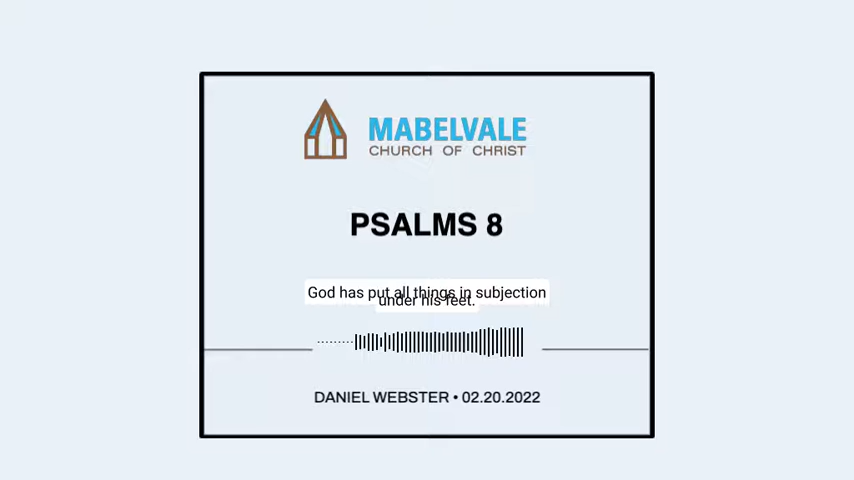 MABELVALE
CHURCH OF CHRIST
PSALMS 8
God has put all things in subjection
under his feet.
DANIEL WEBSTER • 02.20.2022